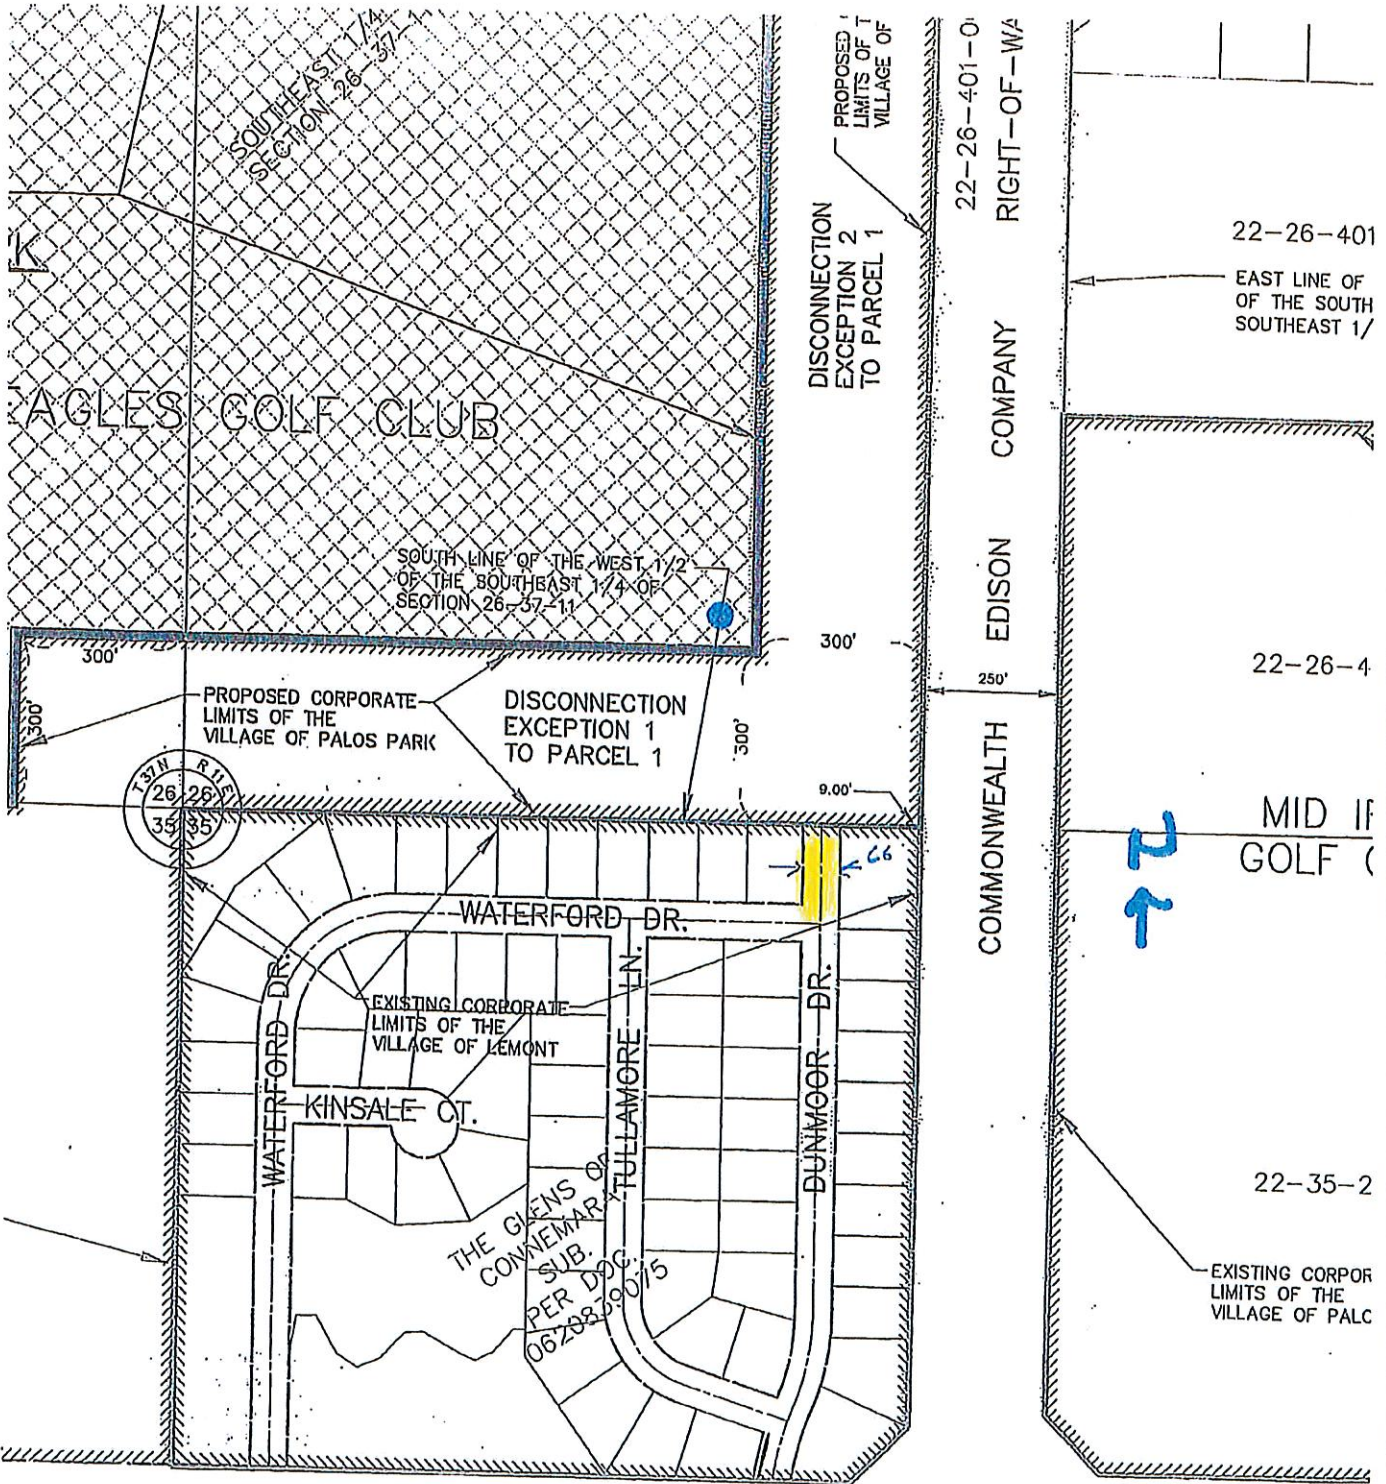 SOUTHEAST 1/4
SECTION 26-37-1
PROPOSED
LIMITS OF T
VILLAGE OF
22-26-401-0
RIGHT-OF-WA
K
22-26-401
EAST LINE OF
OF THE SOUTH
SOUTHEAST 1/
DISCONNECTION
EXCEPTION 2
TO PARCEL 1
EAGLES GOLF CLUB
COMMONWEALTH EDISON COMPANY
SOUTH LINE OF THE WEST 1/2
OF THE SOUTHEAST 1/4 OF
SECTION 26-37-11
300'
300'
22-26-4
250'
300'
300'
PROPOSED CORPORATE
LIMITS OF THE
VILLAGE OF PALOS PARK
DISCONNECTION
EXCEPTION 1
TO PARCEL 1
T 37 N R 11 E
26 26
35 35
9.00'
MID I
GOLF
N
66
WATERFORD DR.
WATERFORD DR.
EXISTING CORPORATE
LIMITS OF THE
VILLAGE OF LEMONT
KINSALE CT.
TULLAMORE LN.
DUNMOOR DR.
THE GLENS OF
CONNEMARA
SUB.
PER DOC.
0620839075
22-35-2
EXISTING CORPOR
LIMITS OF THE
VILLAGE OF PALO